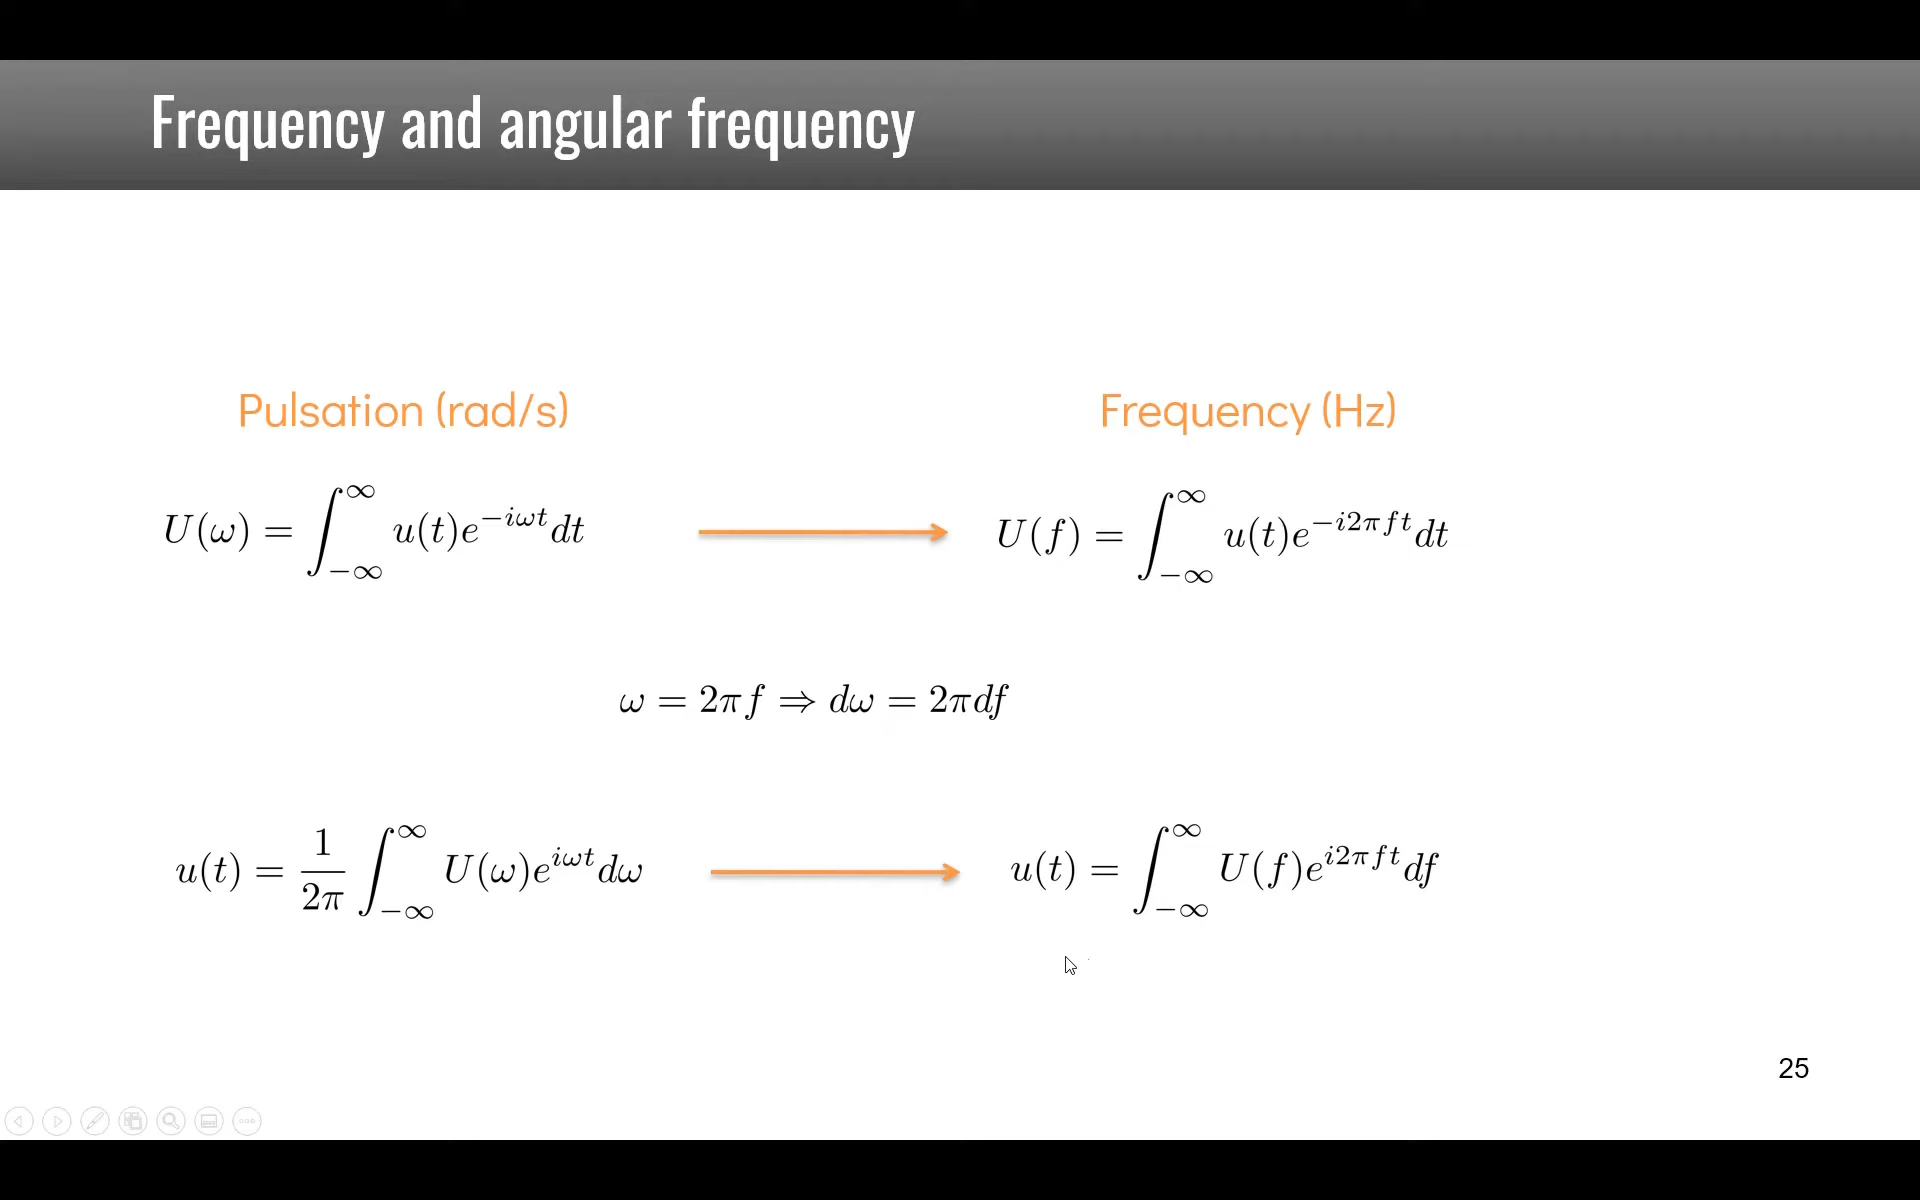 Frequency and angular frequency
Pulsation (rad/s)
Frequency (Hz)
U(ω) = ∫_{-∞}^{∞} u(t)e^{-iωt}dt
U(f) = ∫_{-∞}^{∞} u(t)e^{-i2πft}dt
ω = 2πf ⇒ dω = 2πdf
u(t) = \frac{1}{2π} ∫_{-∞}^{∞} U(ω)e^{iωt}dω
u(t) = ∫_{-∞}^{∞} U(f)e^{i2πft}df
25